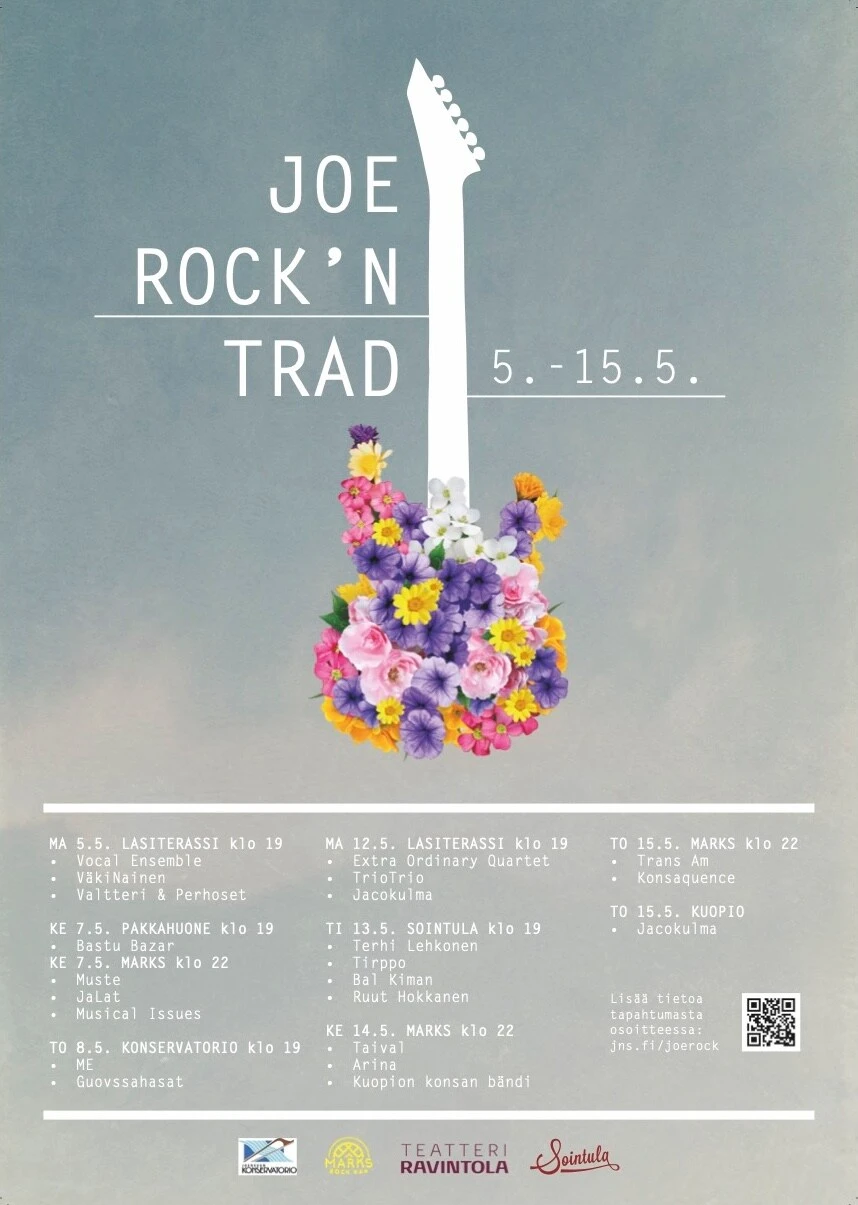 JOE
ROCK’N
TRAD
5.-15.5.
MA 5.5. LASITERASSI klo 19
• Vocal Ensemble
• VäkiNainen
• Valtteri & Perhoset
KE 7.5. PAKKAHUONE klo 19
• Bastu Bazar
KE 7.5. MARKS klo 22
• Muste
• JaLat
• Musical Issues
TO 8.5. KONSERVATORIO klo 19
• ME
• Guovssahasat
MA 12.5. LASITERASSI klo 19
• Extra Ordinary Quartet
• TrioTrio
• Jacokulma
TI 13.5. SOINTULA klo 19
• Terhi Lehkonen
• Tirppo
• Bal Kiman
• Ruut Hokkanen
KE 14.5. MARKS klo 22
• Taival
• Arina
• Kuopion konsan bändi
TO 15.5. MARKS klo 22
• Trans Am
• Konsaquence
TO 15.5. KUOPIO
• Jacokulma
Lisää tietoa
tapahtumasta
osoitteessa:
jns.fi/joerock
KONSERVATORIO
MARKS
ROCK BAR
TEATTERI
RAVINTOLA
Sointula